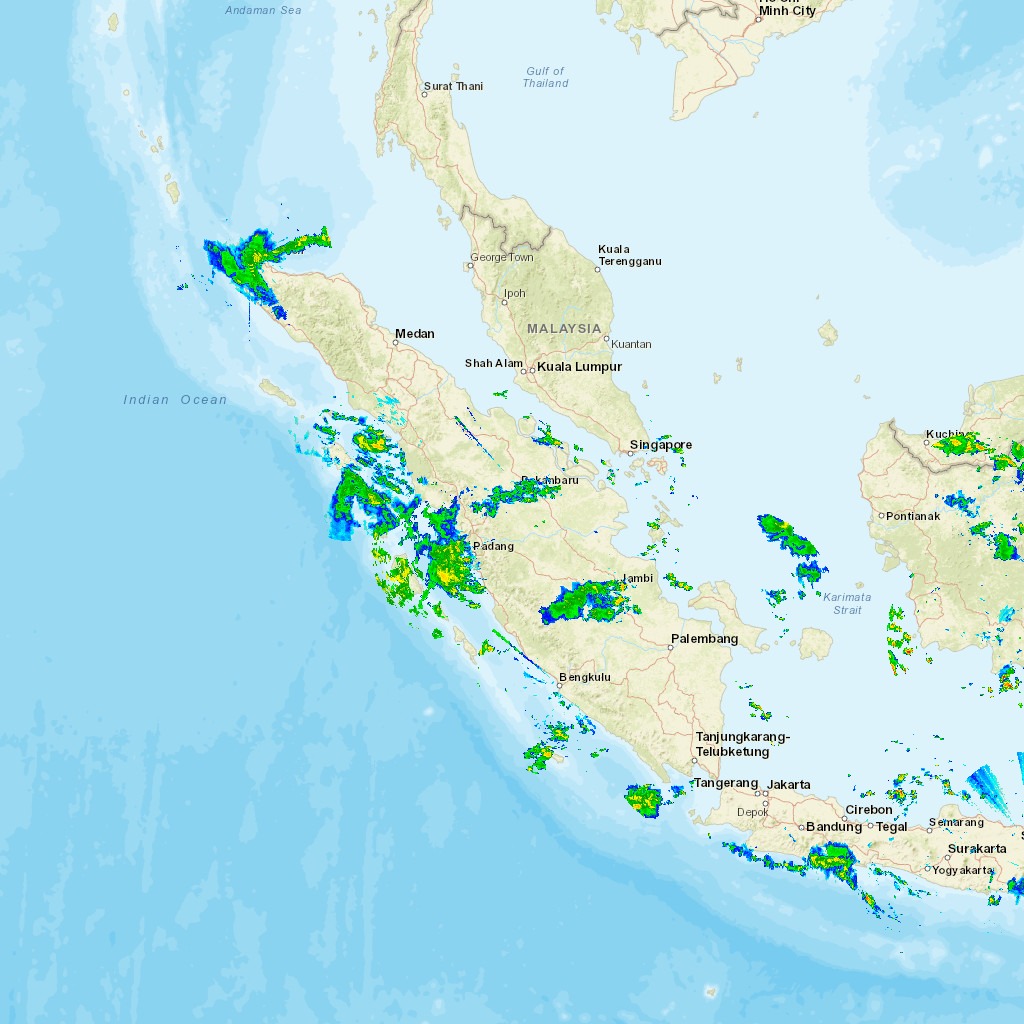 Andaman Sea
Minh City
Gulf of
Thailand
Surat Thani
Kuala
Terengganu
George Town
Ipoh
MALAYSIA
Kuantan
Medan
Shah Alam
Kuala Lumpur
Indian Ocean
Kuching
Singapore
Pekanbaru
Pontianak
Padang
Jambi
Karimata
Strait
Palembang
Bengkulu
Tanjungkarang-
Telubketung
Tangerang
Jakarta
Depok
Cirebon
Bandung
Tegal
Semarang
Surakarta
Yogyakarta